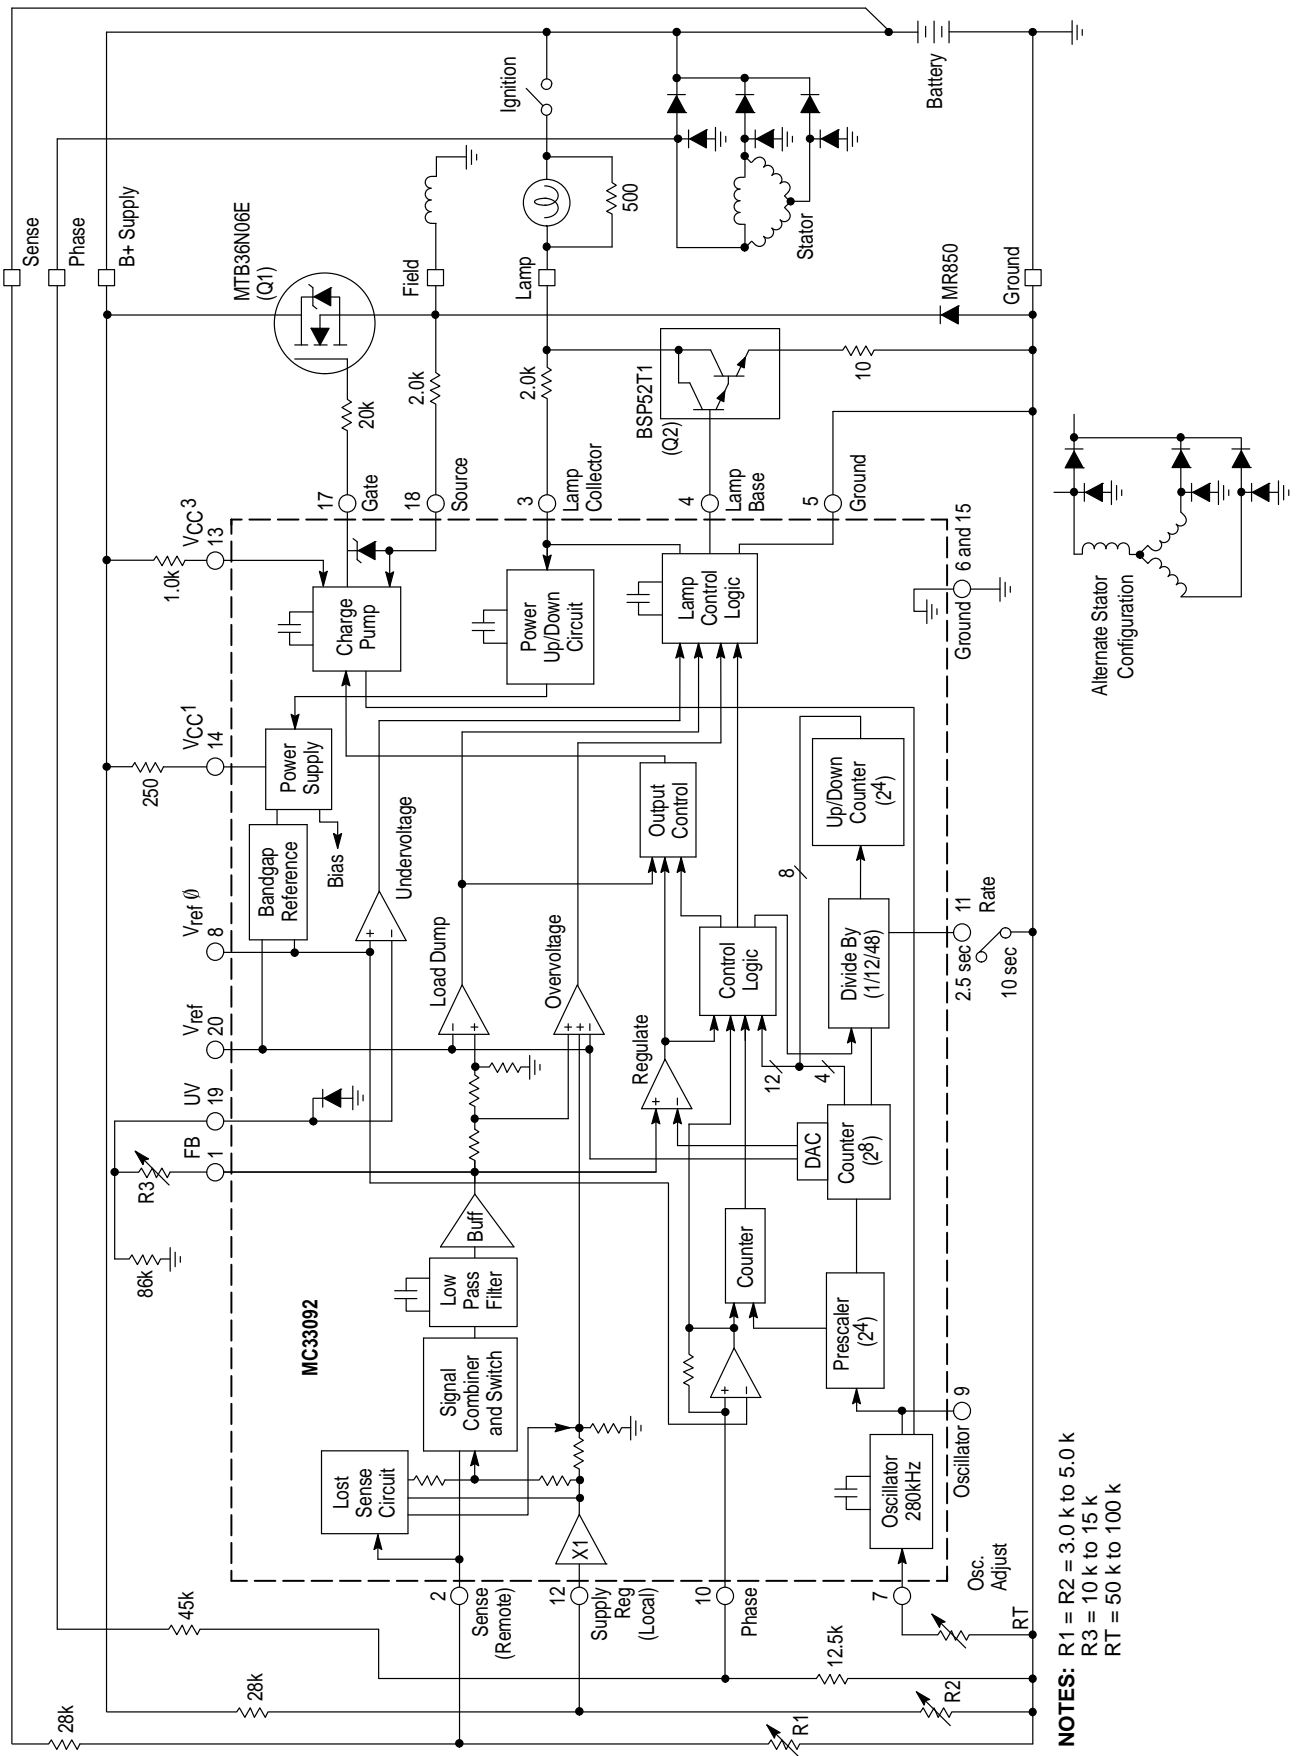 Sense
Phase
B+ Supply
MTB36N06E
(Q1)
Field
Lamp
Ignition
500
Stator
Battery
MR850
Ground
20k
2.0k
2.0k
BSP52T1
(Q2)
10
1.0k
VCC3
13
17
Gate
18
Source
3
Lamp
Collector
4
Lamp
Base
5
Ground
250
VCC1
14
Charge
Pump
Power
Up/Down
Circuit
Lamp
Control
Logic
Ground
6 and 15
Alternate Stator
Configuration
Power
Supply
Bandgap
Reference
Bias
Vref Ø
8
Vref
20
UV
19
FB
1
R3
86k
Undervoltage
+
–
Load Dump
–
+
Overvoltage
+
+
–
Output
Control
Up/Down
Counter
(24)
8
Regulate
+
–
Control
Logic
Divide By
(1/12/48)
2.5 sec
11
Rate
10 sec
12
4
DAC
Counter
(28)
Buff
Low
Pass
Filter
MC33092
Signal
Combiner
and Switch
Counter
Prescaler
(24)
+
–
Lost
Sense
Circuit
X1
Oscillator
280kHz
Oscillator
9
2
Sense
(Remote)
12
Supply
Reg
(Local)
10
Phase
7
Osc.
Adjust
RT
45k
12.5k
28k
R2
28k
R1
NOTES: R1 = R2 = 3.0 k to 5.0 k
R3 = 10 k to 15 k
RT = 50 k to 100 k